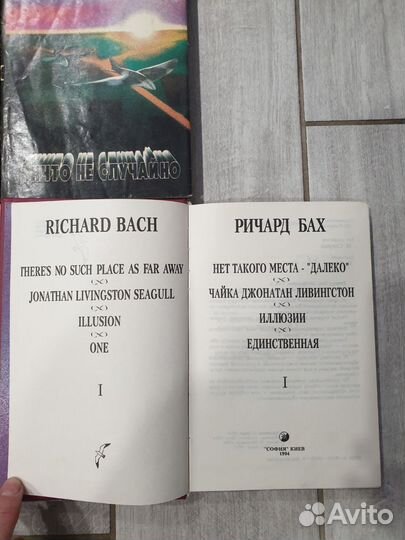 НИЧТО НЕ СЛУЧАЙНО
RICHARD BACH
THERE'S NO SUCH PLACE AS FAR AWAY
JONATHAN LIVINGSTON SEAGULL
ILLUSION
ONE
I
РИЧАРД БАХ
НЕТ ТАКОГО МЕСТА - "ДАЛЕКО"
ЧАЙКА ДЖОНАТАН ЛИВИНГСТОН
ИЛЛЮЗИИ
ЕДИНСТВЕННАЯ
I
"СОФИЯ" КИЕВ
1994
Avito